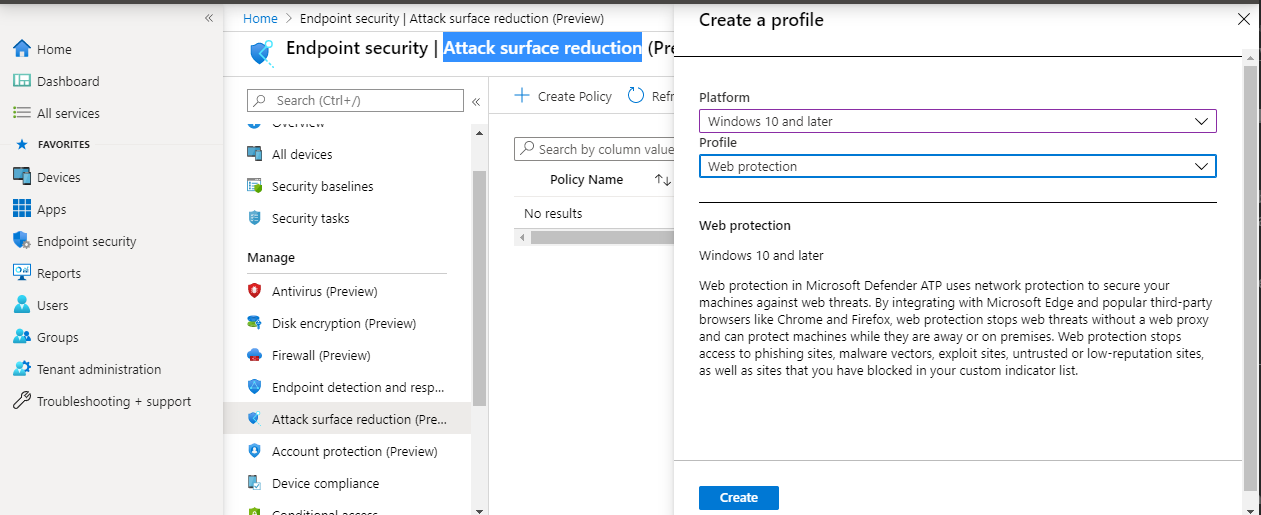 Home
Dashboard
All services
FAVORITES
Devices
Apps
Endpoint security
Reports
Users
Groups
Tenant administration
Troubleshooting + support
Home > Endpoint security | Attack surface reduction (Preview)
Endpoint security | Attack surface reduction (Pre
Search (Ctrl+/)
Overview
All devices
Security baselines
Security tasks
Manage
Antivirus (Preview)
Disk encryption (Preview)
Firewall (Preview)
Endpoint detection and resp...
Attack surface reduction (Pre...
Account protection (Preview)
Device compliance
Conditional access
Create Policy
Refr
Search by column value
Policy Name
No results
Create a profile
Platform
Windows 10 and later
Profile
Web protection
Web protection
Windows 10 and later
Web protection in Microsoft Defender ATP uses network protection to secure your
machines against web threats. By integrating with Microsoft Edge and popular third-party
browsers like Chrome and Firefox, web protection stops web threats without a web proxy
and can protect machines while they are away or on premises. Web protection stops
access to phishing sites, malware vectors, exploit sites, untrusted or low-reputation sites,
as well as sites that you have blocked in your custom indicator list.
Create